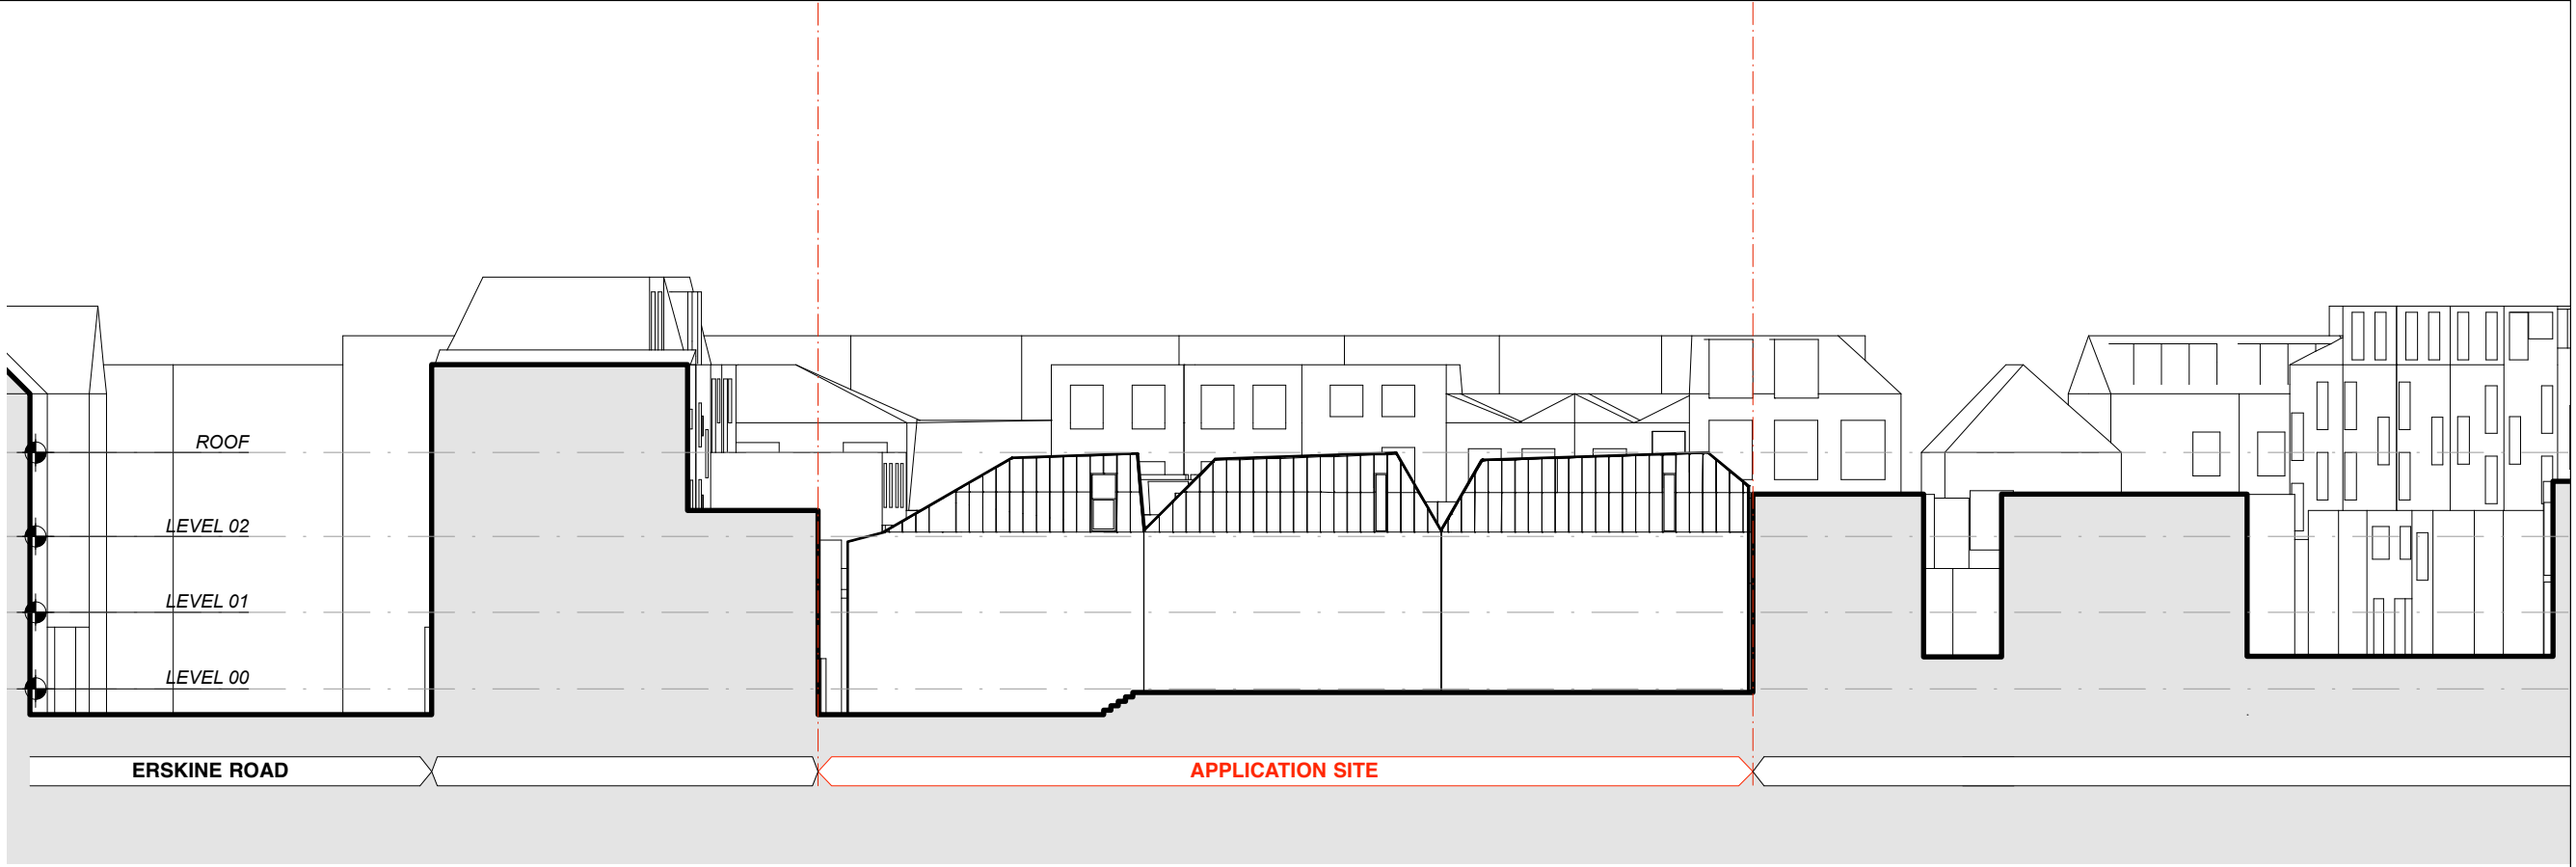 ROOF
LEVEL 02
LEVEL 01
LEVEL 00
ERSKINE ROAD
APPLICATION SITE